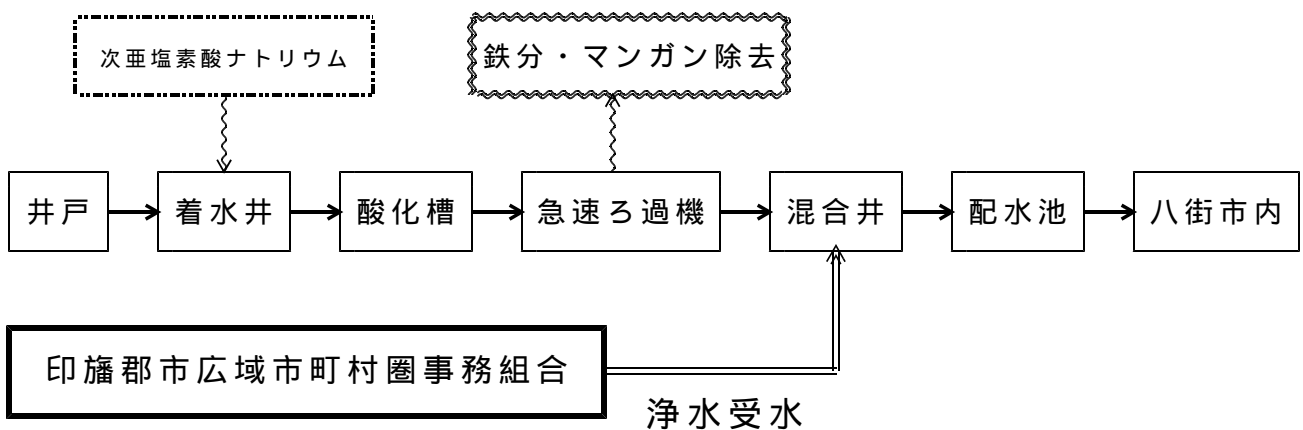 次亜塩素酸ナトリウム
鉄分・マンガン除去
井戸
着水井
酸化槽
急速ろ過機
混合井
配水池
八街市内
印旛郡市広域市町村圏事務組合
浄水受水